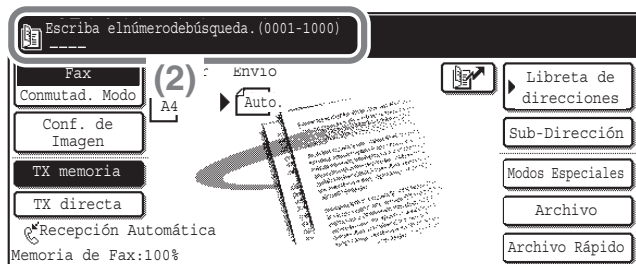 Escriba elnúmerodebúsqueda.(0001-1000)
----
Fax
Conmutad. Modo
(2)
r
Envío
A4
Auto.
Conf. de
Imagen
TX memoria
TX directa
Recepción Automática
Memoria de Fax:100%
Libreta de
direcciones
Sub-Dirección
Modos Especiales
Archivo
Archivo Rápido